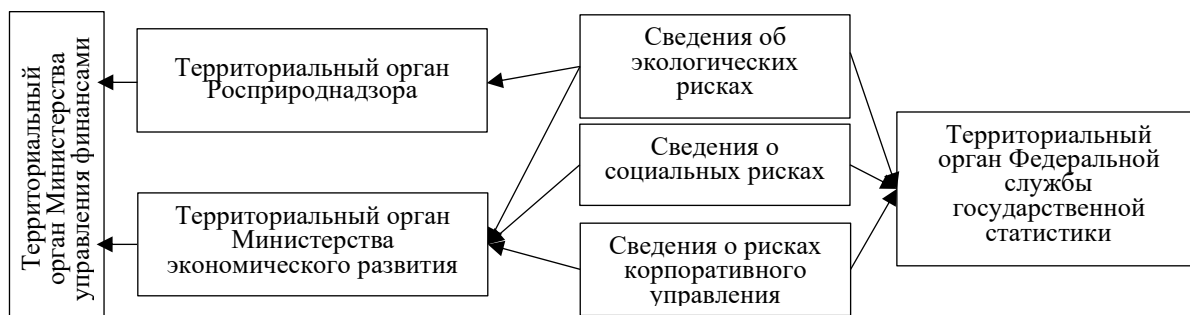 Территориальный
орган Министерства
управления финансами
Территориальный орган
Росприроднадзора
Территориальный орган
Министерства
экономического развития
Сведения об
экологических
рисках
Сведения о
социальных рисках
Сведения о рисках
корпоративного
управления
Территориальный
орган Федеральной
службы
государственной
статистики